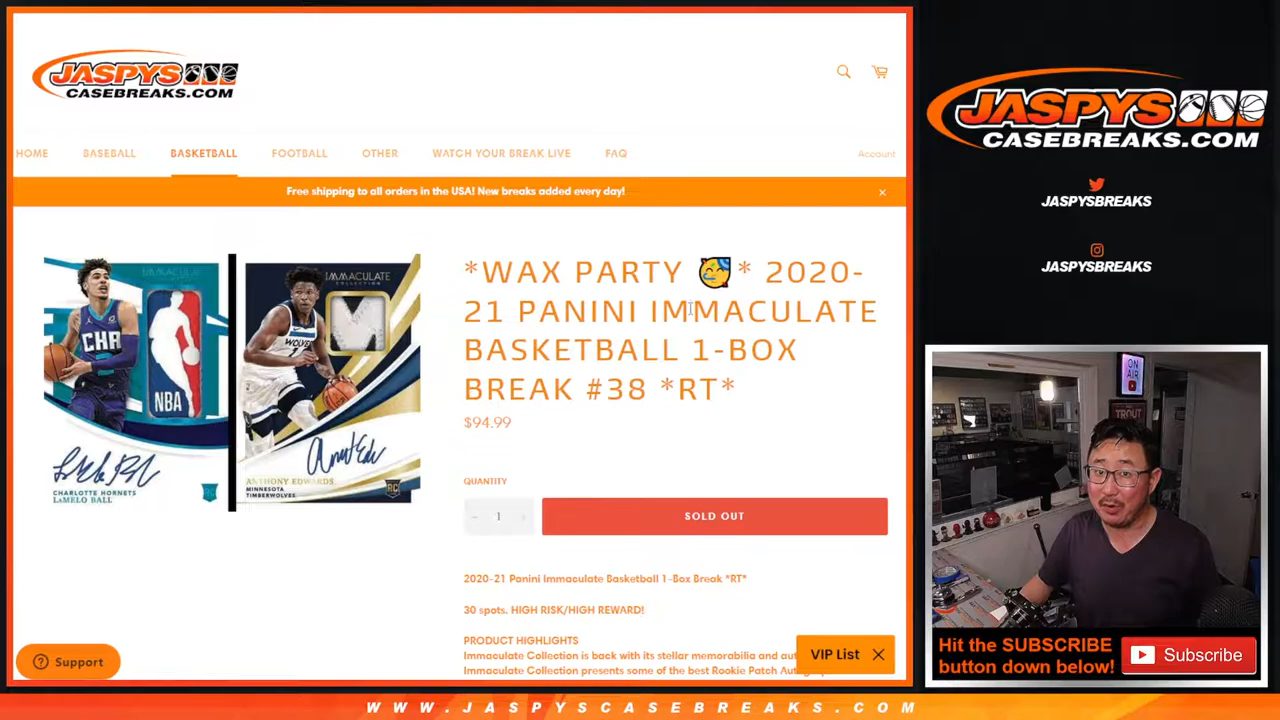 JASPYS
CASEBREAKS.COM
HOME BASEBALL BASKETBALL FOOTBALL OTHER WATCH YOUR BREAK LIVE FAQ Account
Free shipping to all orders in the USA! New breaks added every day! ×
*WAX PARTY 🥳* 2020-
21 PANINI IMMACULATE
BASKETBALL 1-BOX
BREAK #38 *RT*
$94.99
IMMACULATE
COLLECTION
CHA
NBA
WOLVES
CHARLOTTE HORNETS
LaMELO BALL
ANTHONY EDWARDS
MINNESOTA
TIMBERWOLVES
RC
QUANTITY
− 1 +
SOLD OUT
2020-21 Panini Immaculate Basketball 1-Box Break *RT*
30 spots. HIGH RISK/HIGH REWARD!
PRODUCT HIGHLIGHTS
Immaculate Collection is back with its stellar memorabilia and
Immaculate Collection presents some of the best Rookie Patch
Support
VIP List
JASPYS
CASEBREAKS.COM
JASPYSBREAKS
JASPYSBREAKS
ON
AIR
TROUT
Hit the SUBSCRIBE
button down below!
Subscribe
WWW.JASPYSCASEBREAKS.COM